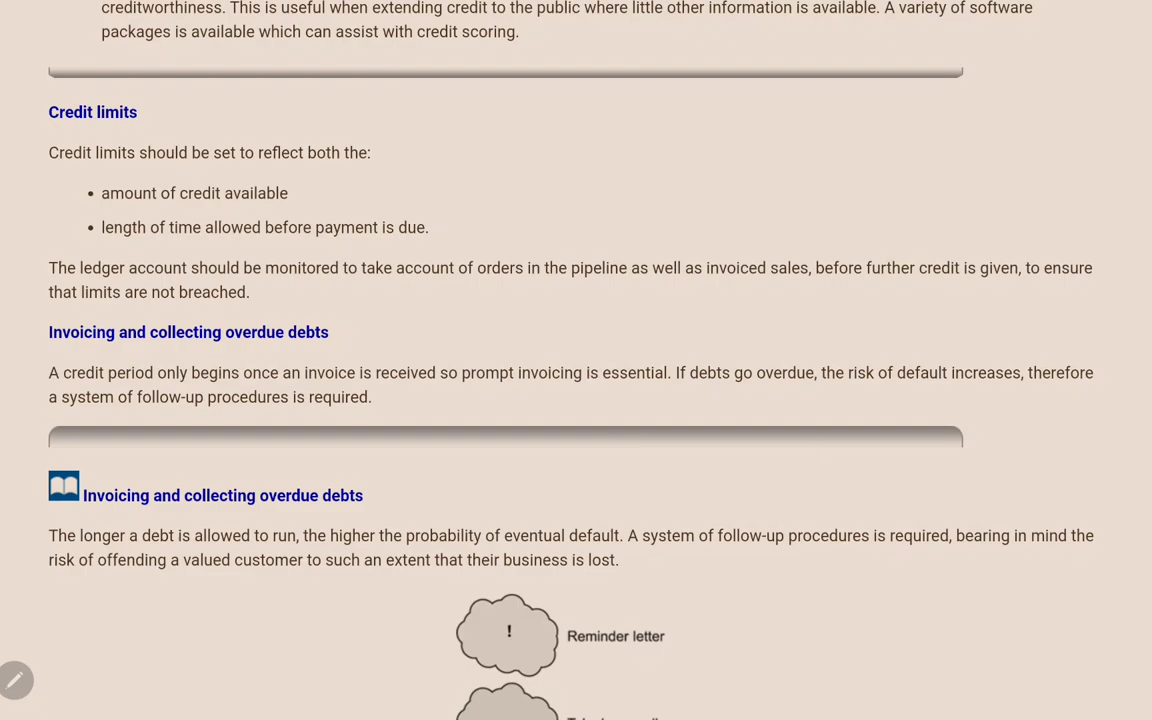 creditworthiness. This is useful when extending credit to the public where little other information is available. A variety of software
packages is available which can assist with credit scoring.
Credit limits
Credit limits should be set to reflect both the:
• amount of credit available
• length of time allowed before payment is due.
The ledger account should be monitored to take account of orders in the pipeline as well as invoiced sales, before further credit is given, to ensure
that limits are not breached.
Invoicing and collecting overdue debts
A credit period only begins once an invoice is received so prompt invoicing is essential. If debts go overdue, the risk of default increases, therefore
a system of follow-up procedures is required.
Invoicing and collecting overdue debts
The longer a debt is allowed to run, the higher the probability of eventual default. A system of follow-up procedures is required, bearing in mind the
risk of offending a valued customer to such an extent that their business is lost.
! Reminder letter